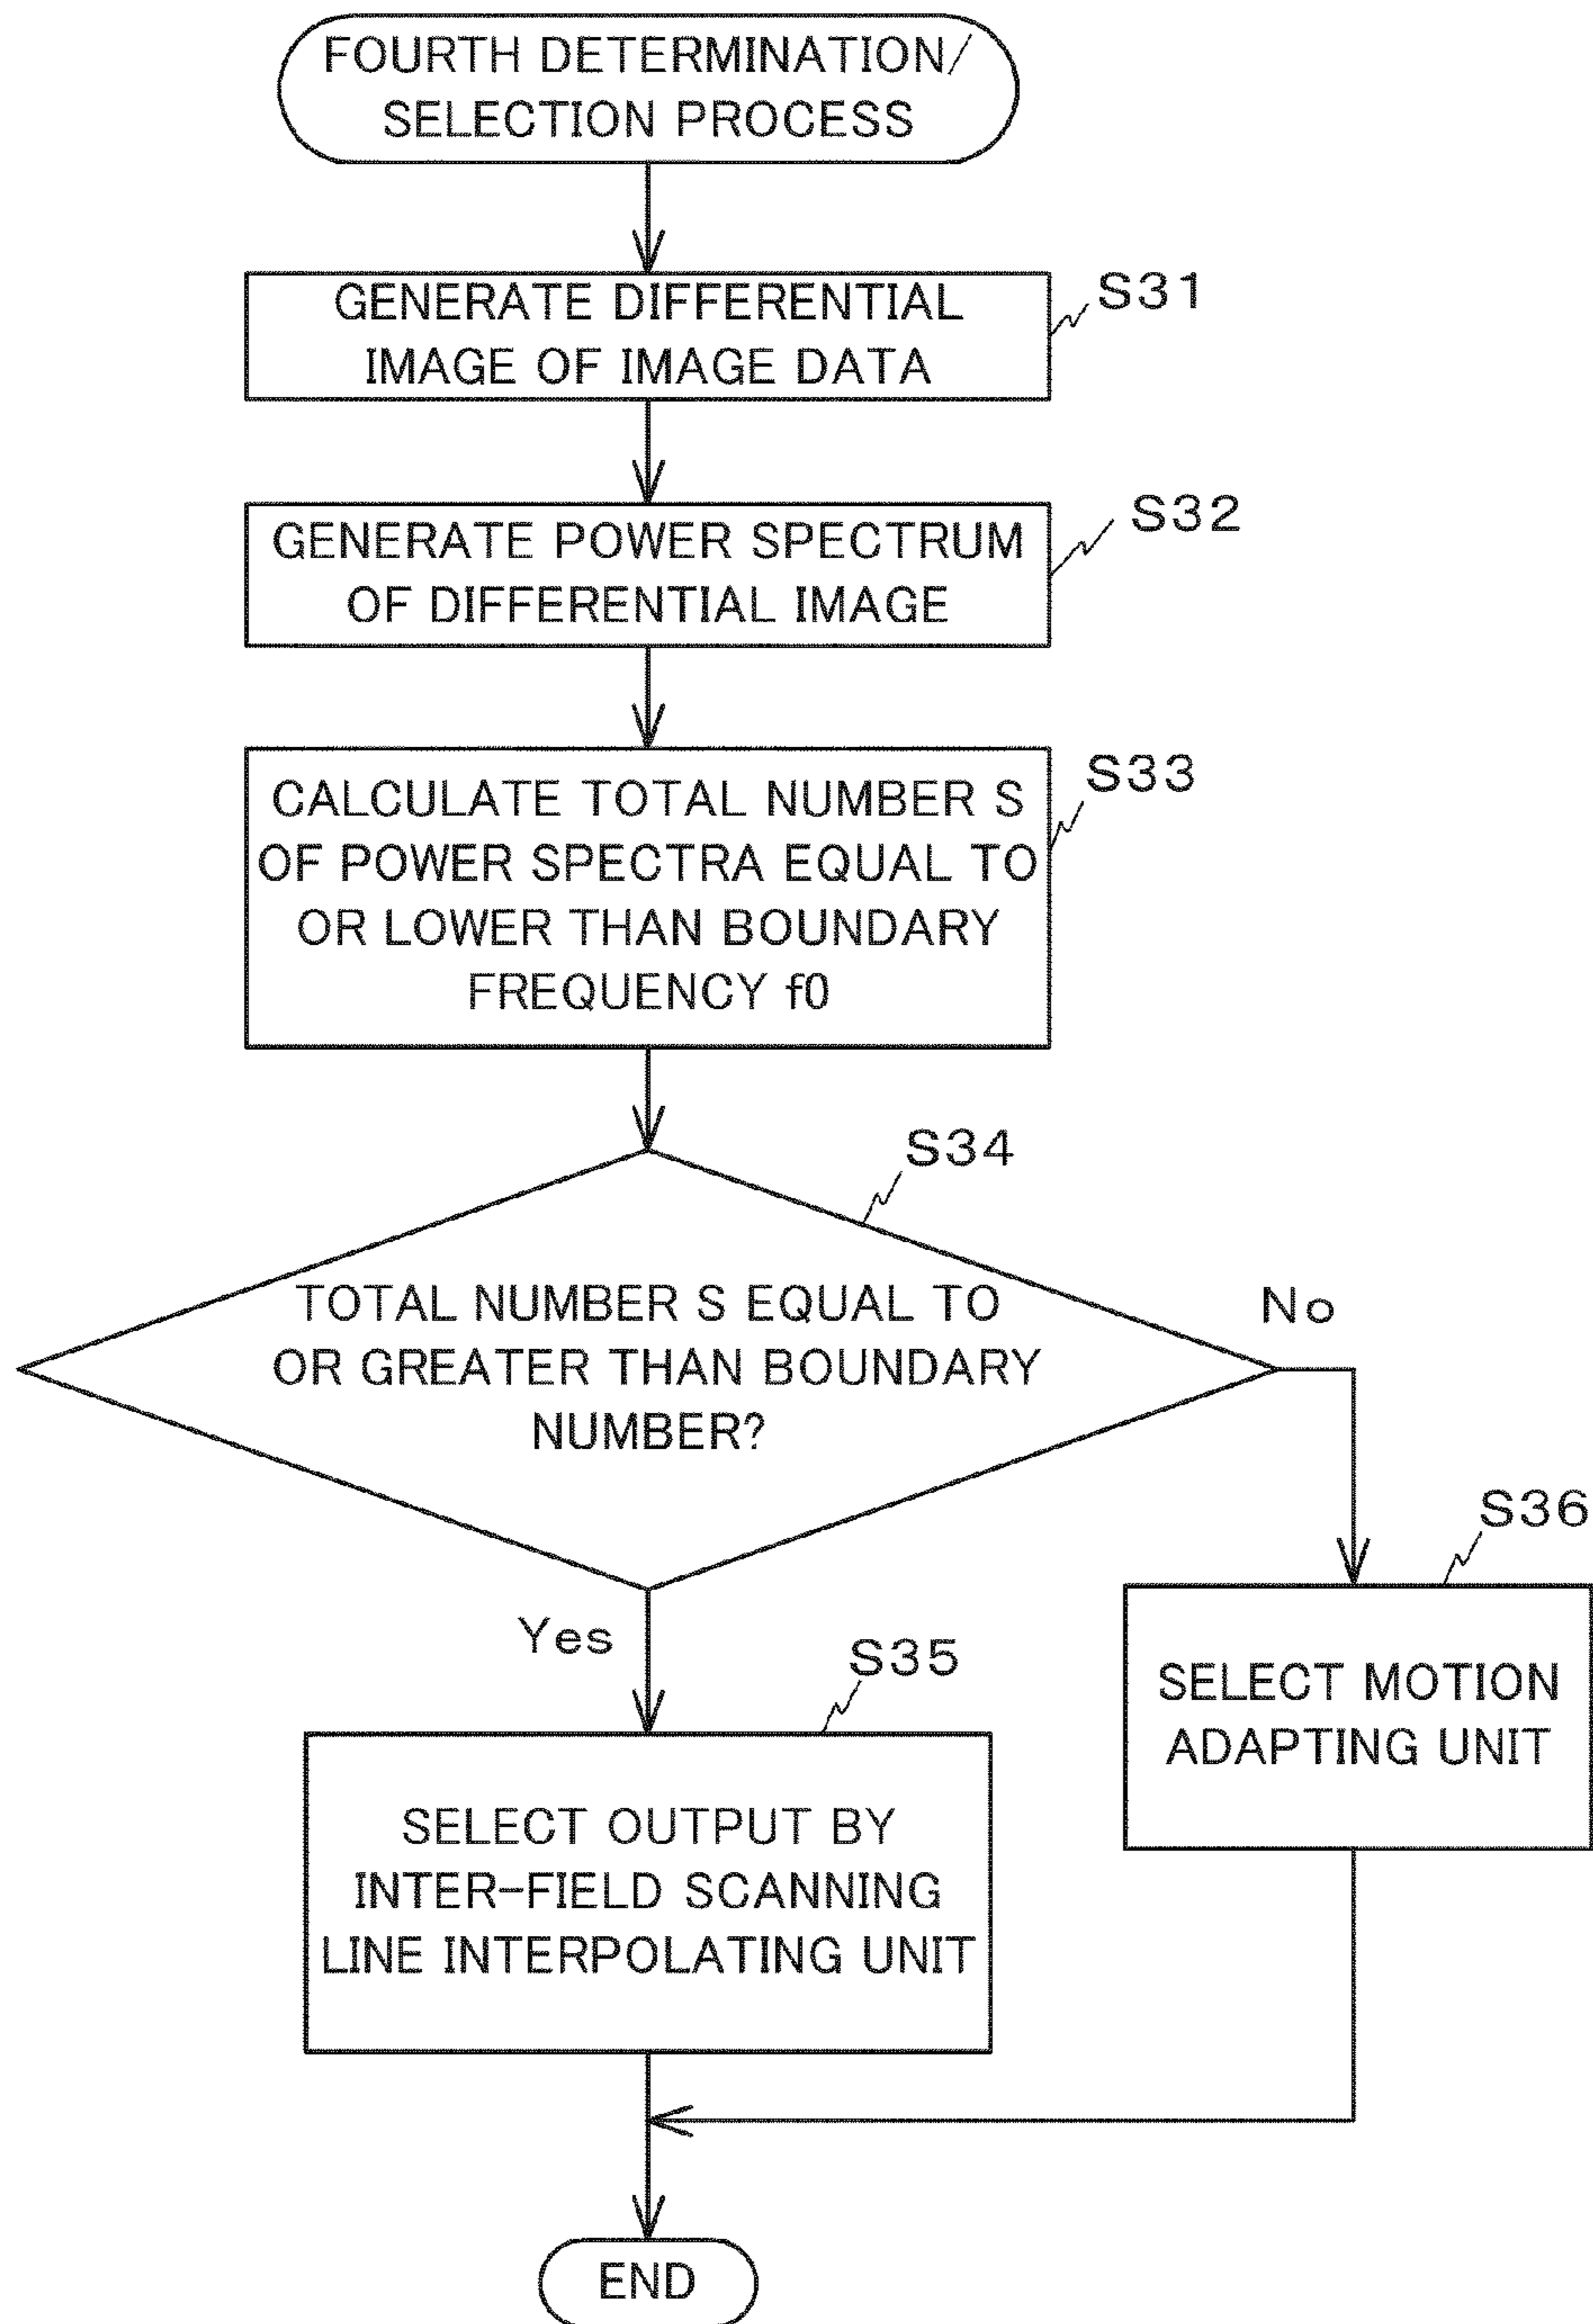 FOURTH DETERMINATION/
SELECTION PROCESS
GENERATE DIFFERENTIAL
IMAGE OF IMAGE DATA
S31
GENERATE POWER SPECTRUM
OF DIFFERENTIAL IMAGE
S32
CALCULATE TOTAL NUMBER S
OF POWER SPECTRA EQUAL TO
OR LOWER THAN BOUNDARY
FREQUENCY f0
S33
S34
TOTAL NUMBER S EQUAL TO
OR GREATER THAN BOUNDARY
NUMBER?
No
Yes
S35
SELECT OUTPUT BY
INTER-FIELD SCANNING
LINE INTERPOLATING UNIT
S36
SELECT MOTION
ADAPTING UNIT
END